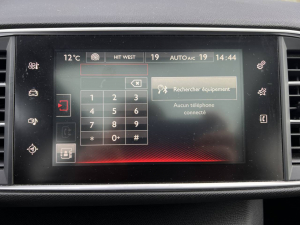 12°C HIT WEST 19 AUTO A/C 19 14:44
1 2 3
4 5 6
7 8 9
* 0+ #
Rechercher équipement
Aucun téléphone
connecté